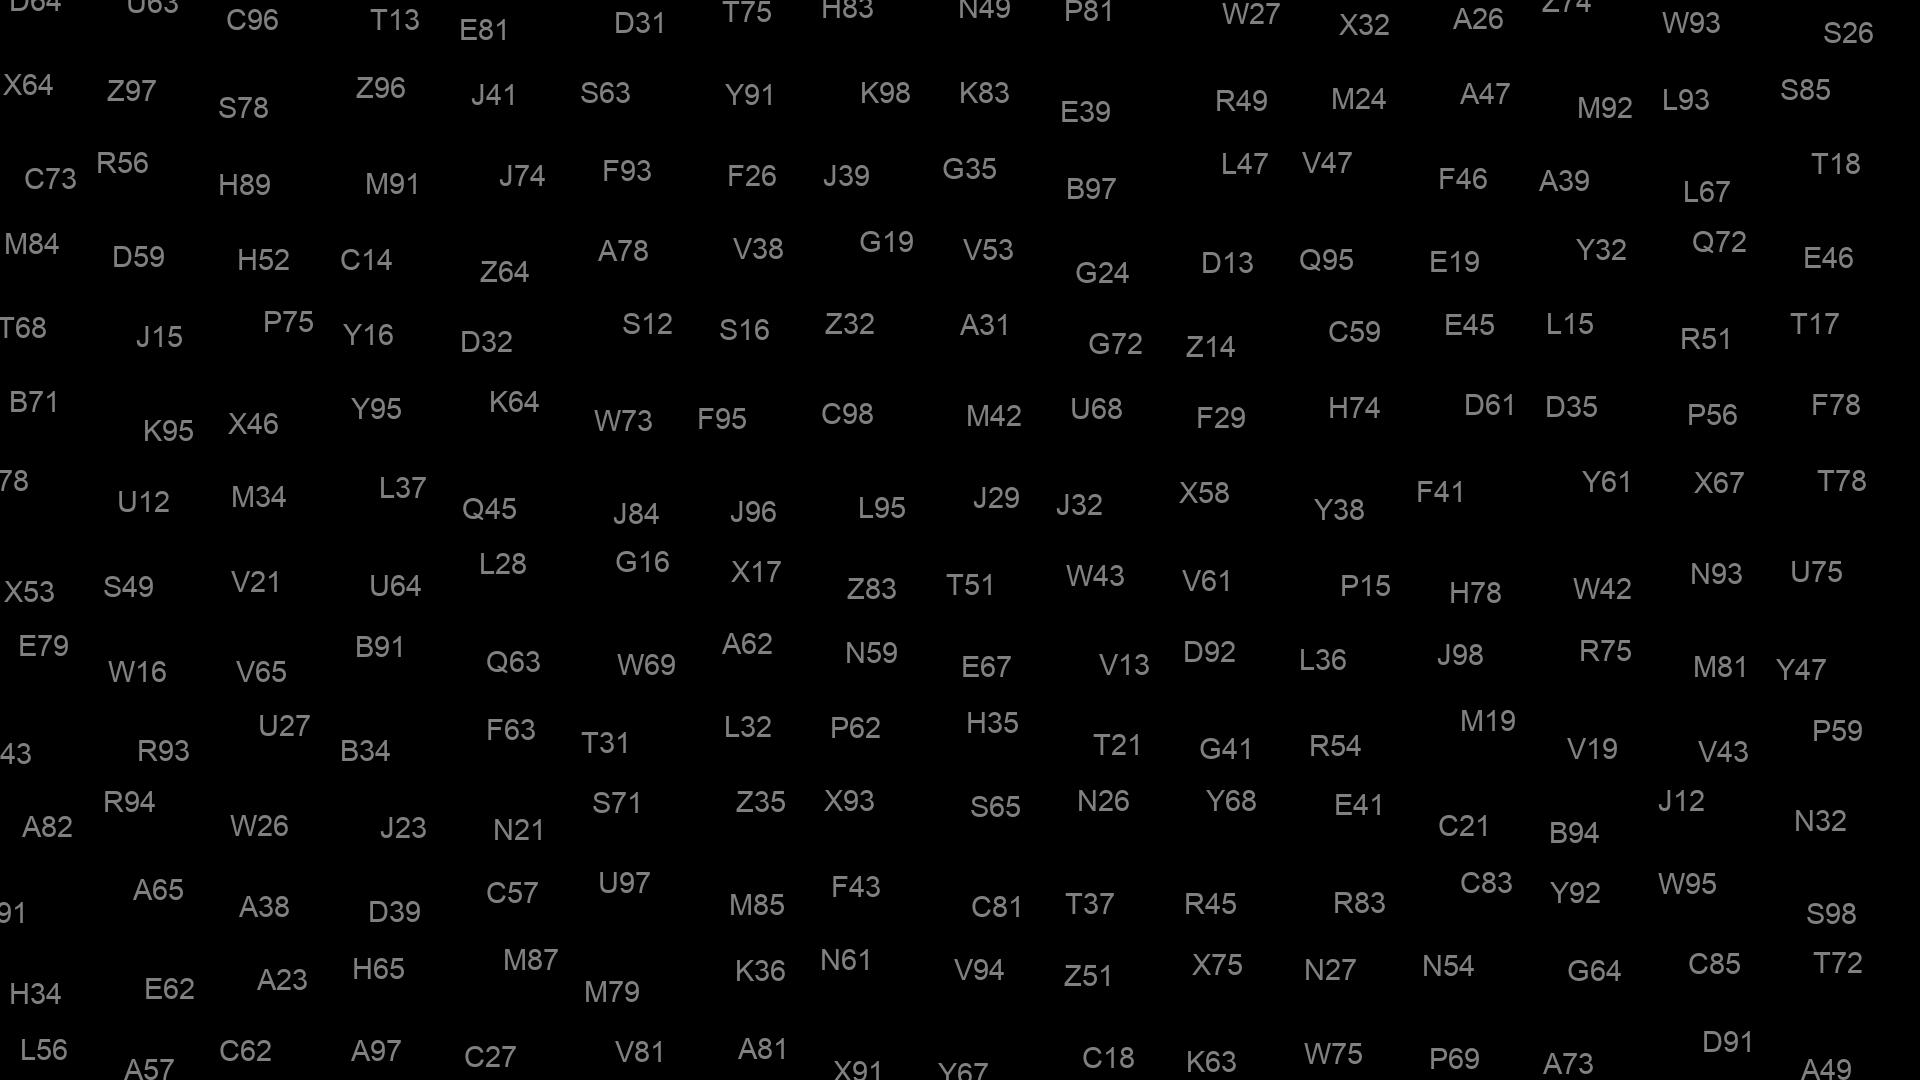 D64 U63 C96 T13 E81 D31 T75 H83 N49 P81 W27 X32 A26 Z74 W93 S26
X64 Z97 S78 Z96 J41 S63 Y91 K98 K83 E39 R49 M24 A47 M92 L93 S85
C73 R56 H89 M91 J74 F93 F26 J39 G35 B97 L47 V47 F46 A39 L67 T18
M84 D59 H52 C14 Z64 A78 V38 G19 V53 G24 D13 Q95 E19 Y32 Q72 E46
T68 J15 P75 Y16 D32 S12 S16 Z32 A31 G72 Z14 C59 E45 L15 R51 T17
B71 K95 X46 Y95 K64 W73 F95 C98 M42 U68 F29 H74 D61 D35 P56 F78
78 U12 M34 L37 Q45 J84 J96 L95 J29 J32 X58 Y38 F41 Y61 X67 T78
X53 S49 V21 U64 L28 G16 X17 Z83 T51 W43 V61 P15 H78 W42 N93 U75
E79 W16 V65 B91 Q63 W69 A62 N59 E67 V13 D92 L36 J98 R75 M81 Y47
43 R93 U27 B34 F63 T31 L32 P62 H35 T21 G41 R54 M19 V19 V43 P59
A82 R94 W26 J23 N21 S71 Z35 X93 S65 N26 Y68 E41 C21 B94 J12 N32
91 A65 A38 D39 C57 U97 M85 F43 C81 T37 R45 R83 C83 Y92 W95 S98
H34 E62 A23 H65 M87 M79 K36 N61 V94 Z51 X75 N27 N54 G64 C85 T72
L56 A57 C62 A97 C27 V81 A81 X91 Y67 C18 K63 W75 P69 A73 D91 A49